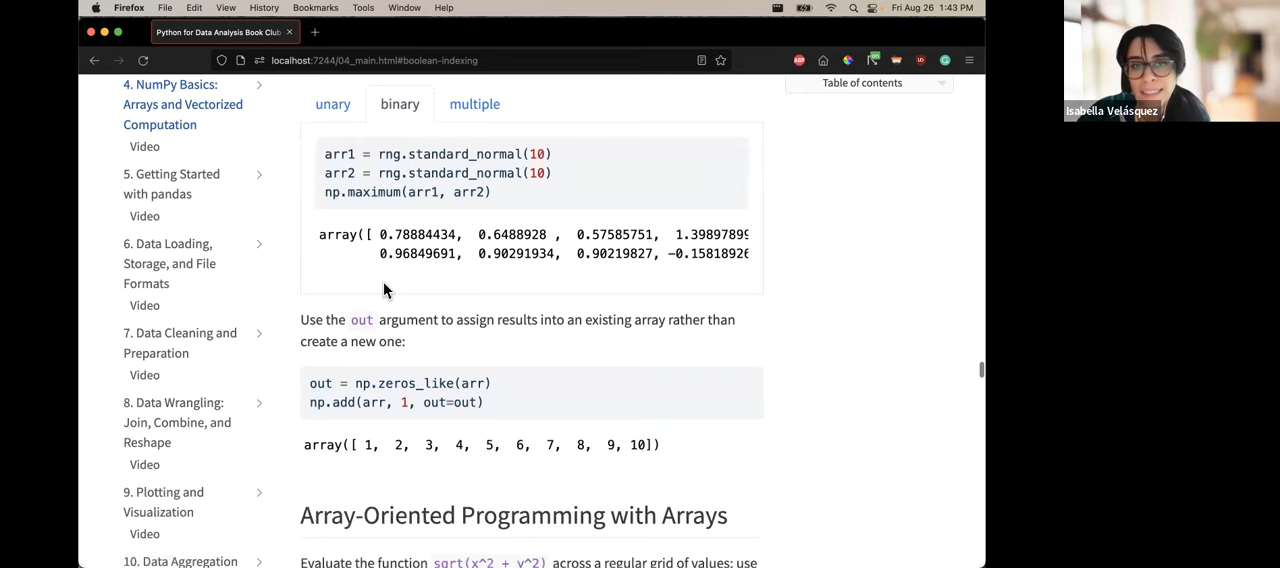 Firefox File Edit View History Bookmarks Tools Window Help Fri Aug 26 1:43 PM
Python for Data Analysis Book Club
localhost:7244/04_main.html#boolean-indexing
4. NumPy Basics:
Arrays and Vectorized
Computation
Video
5. Getting Started
with pandas
Video
6. Data Loading,
Storage, and File
Formats
Video
7. Data Cleaning and
Preparation
Video
8. Data Wrangling:
Join, Combine, and
Reshape
Video
9. Plotting and
Visualization
Video
10. Data Aggregation
unary binary multiple
arr1 = rng.standard_normal(10)
arr2 = rng.standard_normal(10)
np.maximum(arr1, arr2)
array([ 0.78884434, 0.6488928 , 0.57585751, 1.39897899
0.96849691, 0.90291934, 0.90219827, -0.15818926
Use the out argument to assign results into an existing array rather than
create a new one:
out = np.zeros_like(arr)
np.add(arr, 1, out=out)
array([ 1, 2, 3, 4, 5, 6, 7, 8, 9, 10])
Array-Oriented Programming with Arrays
Evaluate the function sqrt(x^2 + y^2) across a regular grid of values: use
Table of contents
Isabella Velásquez